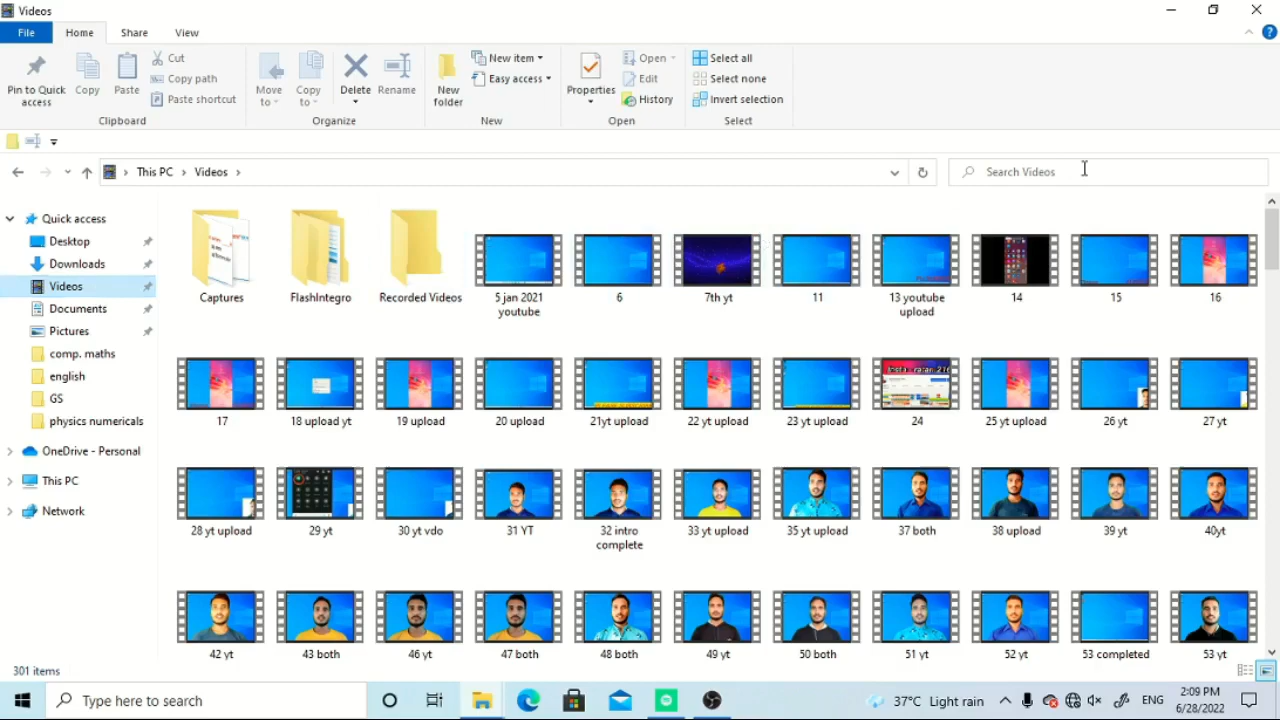 Videos
File
Home
Share
View
Pin to Quick
access
Copy
Paste
Cut
Copy path
Paste shortcut
Clipboard
Move
to
Copy
to
Delete
Rename
Organize
New
folder
New item
Easy access
New
Properties
Open
Edit
History
Open
Select all
Select none
Invert selection
Select
This PC
Videos
Search Videos
Quick access
Desktop
Downloads
Videos
Documents
Pictures
comp. maths
english
GS
physics numericals
OneDrive - Personal
This PC
Network
Captures
FlashIntegro
Recorded Videos
5 jan 2021
youtube
6
7th yt
11
13 youtube
upload
14
15
16
17
18 upload yt
19 upload
20 upload
21yt upload
22 yt upload
23 yt upload
24
25 yt upload
26 yt
27 yt
28 yt upload
29 yt
30 yt vdo
31 YT
32 intro
complete
33 yt upload
35 yt upload
37 both
38 upload
39 yt
40yt
42 yt
43 both
46 yt
47 both
48 both
49 yt
50 both
51 yt
52 yt
53 completed
53 yt
301 items
Type here to search
37°C Light rain
ENG
2:09 PM
6/28/2022